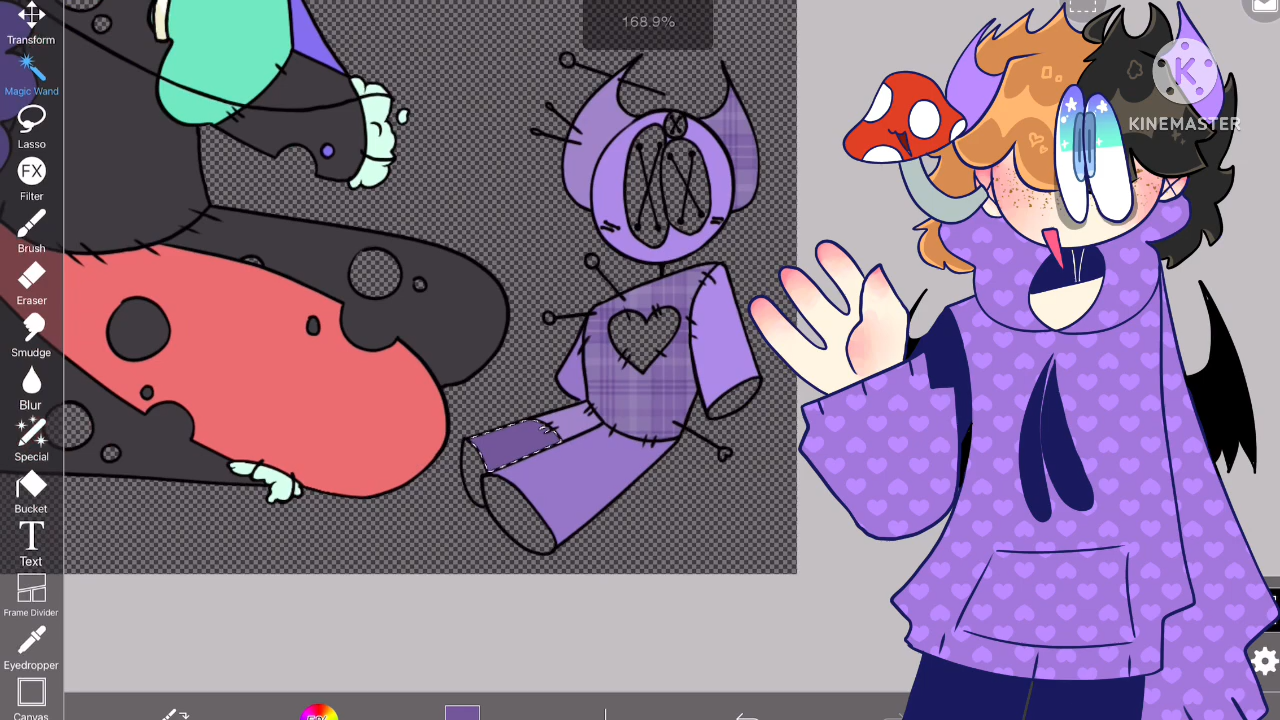 168.9%
Transform
Magic Wand
Lasso
FX
Filter
Brush
Eraser
Smudge
Blur
Special
Bucket
T
Text
Frame Divider
Eyedropper
Canvas
K
KINEMASTER